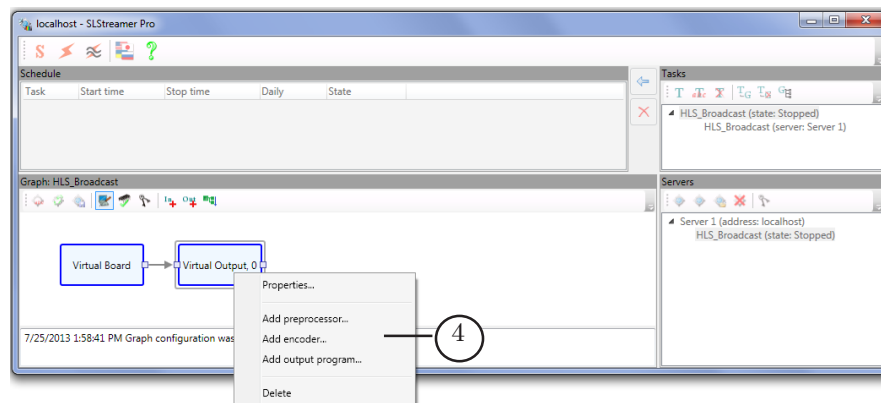 localhost - SLStreamer Pro
Schedule
Task Start time Stop time Daily State
Tasks
HLS_Broadcast (state: Stopped)
HLS_Broadcast (server: Server 1)
Graph: HLS_Broadcast
Virtual Board
Virtual Output, 0
Properties...
Add preprocessor...
Add encoder...
Add output program...
Delete
4
7/25/2013 1:58:41 PM Graph configuration was
Servers
Server 1 (address: localhost)
HLS_Broadcast (state: Stopped)